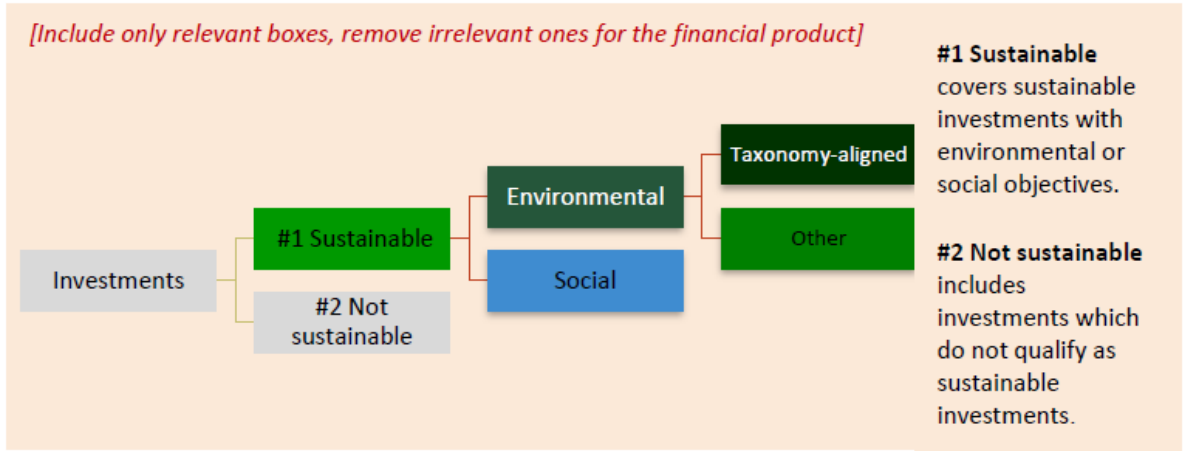 [Include only relevant boxes, remove irrelevant ones for the financial product]
Investments
#1 Sustainable
#2 Not
sustainable
Environmental
Social
Taxonomy-aligned
Other
#1 Sustainable
covers sustainable
investments with
environmental or
social objectives.
#2 Not sustainable
includes
investments which
do not qualify as
sustainable
investments.